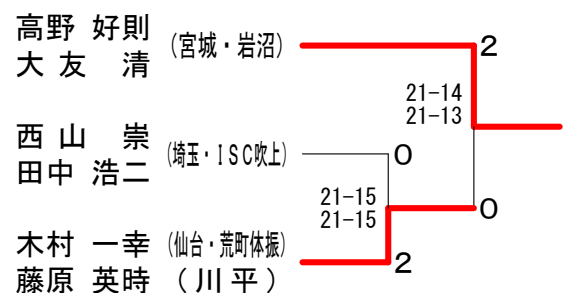 高野 好則 (宮城・岩沼) 2
大友 清
21-14
21-13
西山 崇 (埼玉・ISC吹上) 0
田中 浩二
21-15
21-15
0
木村 一幸 (仙台・荒町体振) 2
藤原 英時 (川平)